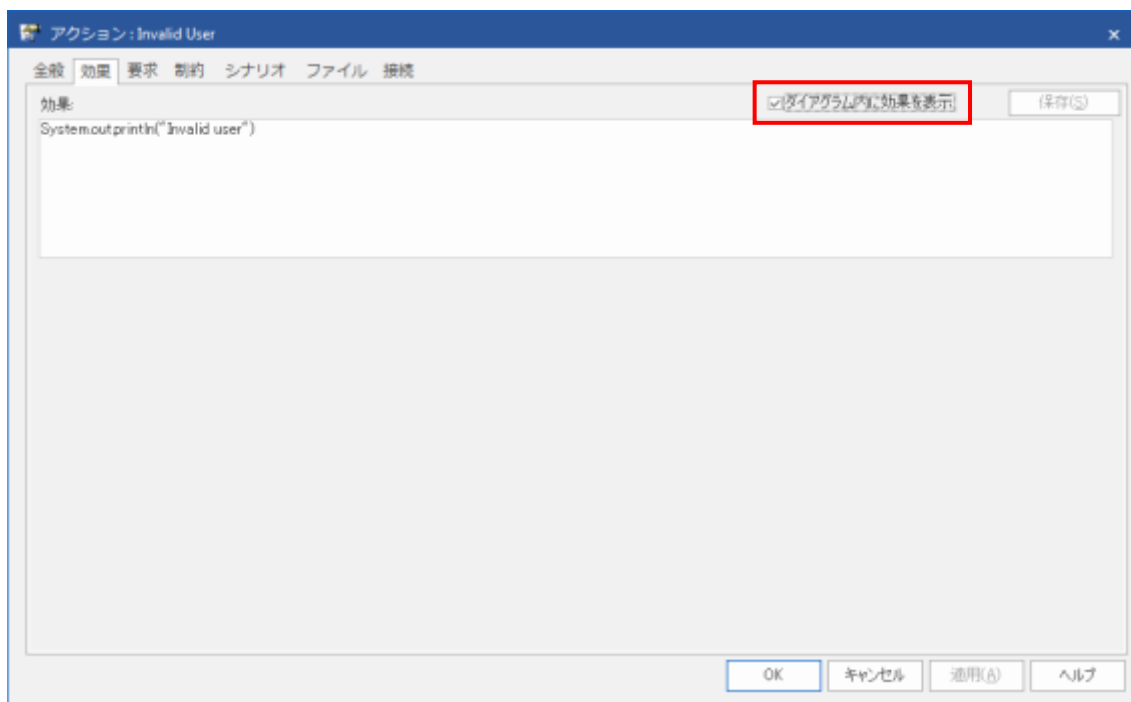 アクション : Invalid User
全般 効果 要求 制約 シナリオ ファイル 接続
効果: ダイアグラム内に効果を表示 保存(S)
System.out.println("Invalid user")
OK キャンセル 適用(A) ヘルプ